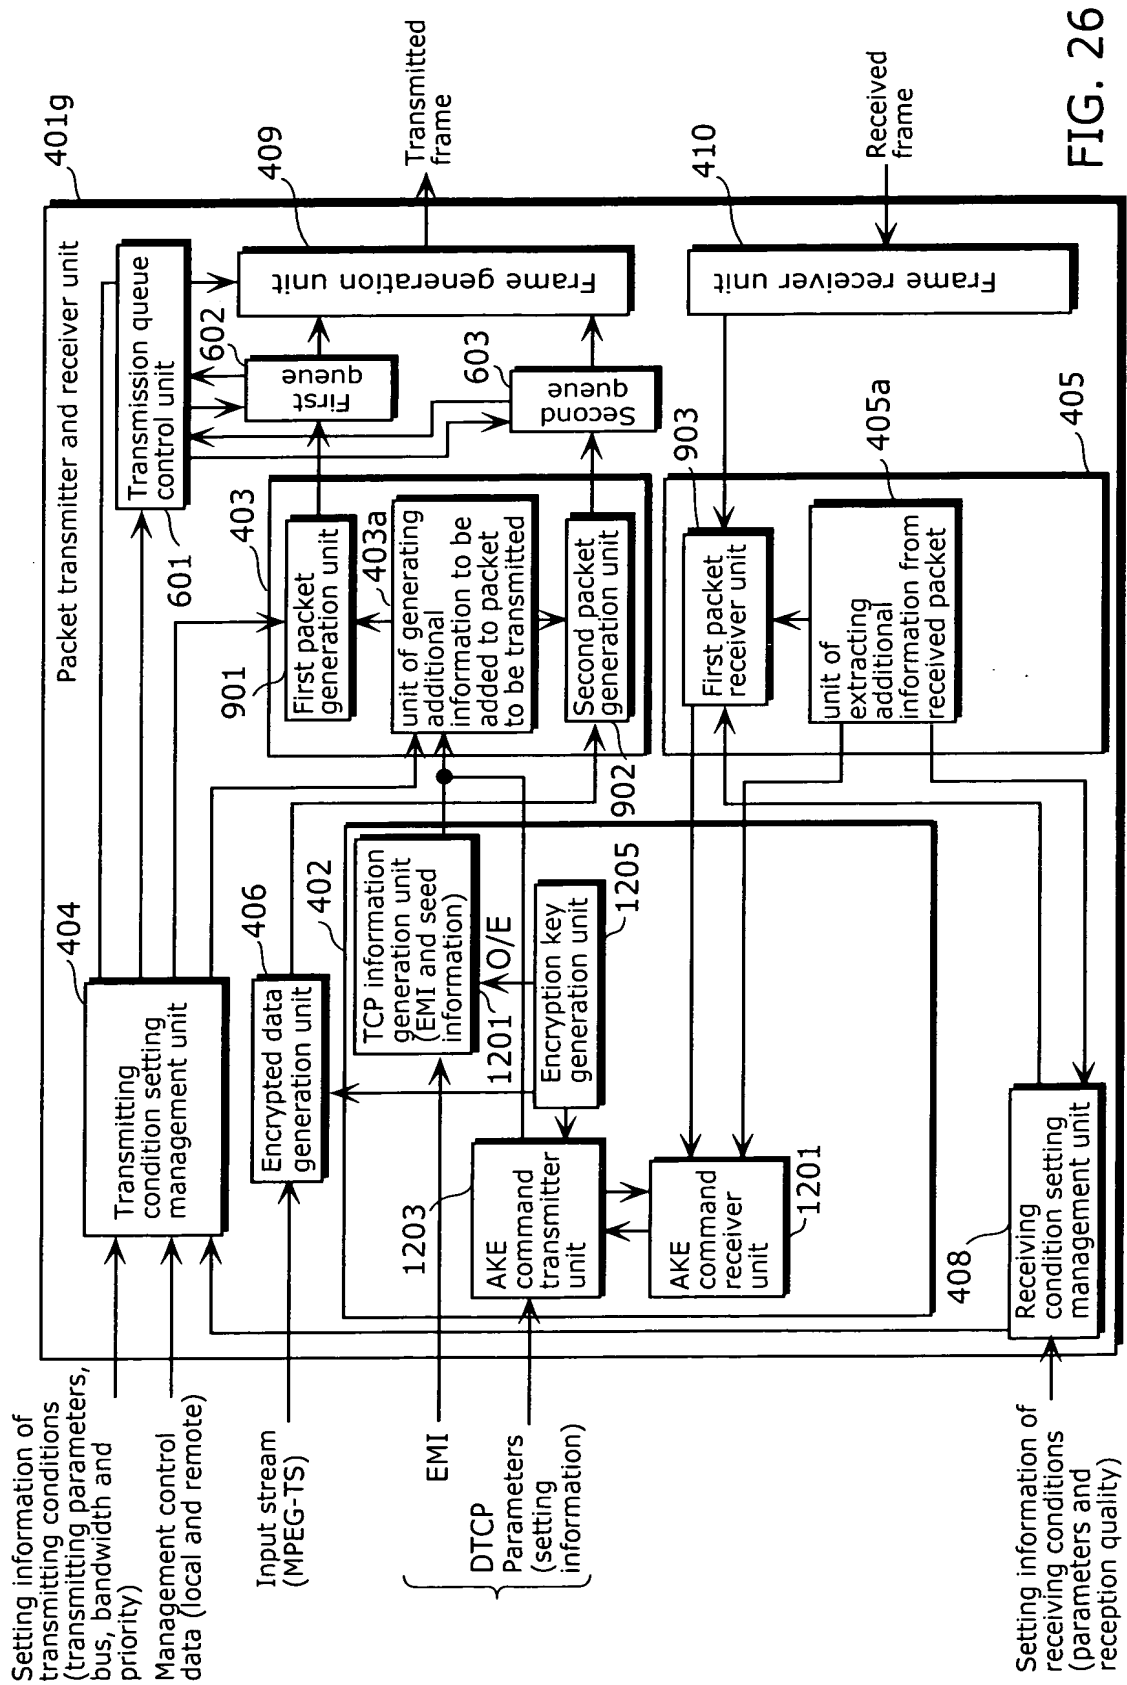 Packet transmitter and receiver unit
401g
Setting information of
transmitting conditions
(transmitting parameters,
bus, bandwidth and
priority)
Management control
data (local and remote)
404
Transmitting
condition setting
management unit
601
Transmission queue
control unit
Input stream
(MPEG-TS)
406
Encrypted data
generation unit
403
901
First packet
generation unit
403a
unit of generating
additional
information to be
added to packet
to be transmitted
902
Second packet
generation unit
602
First
queue
603
Second
queue
409
Frame generation
unit
Transmitted
frame
EMI
DTCP
Parameters
(setting
information)
402
TCP information
generation unit
(EMI and seed
information)
1201
O/E
1205
Encryption key
generation unit
1203
AKE
command
transmitter
unit
AKE
command
receiver
unit
1201
903
First packet
receiver unit
405a
unit of
extracting
additional
information from
received packet
405
410
Frame receiver unit
Received
frame
408
Receiving
condition setting
management unit
Setting information of
receiving conditions
(parameters and
reception quality)
FIG. 26